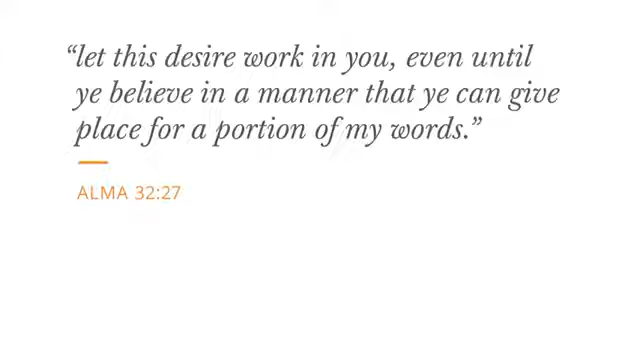 “let this desire work in you, even until
ye believe in a manner that ye can give
place for a portion of my words.”
ALMA 32:27